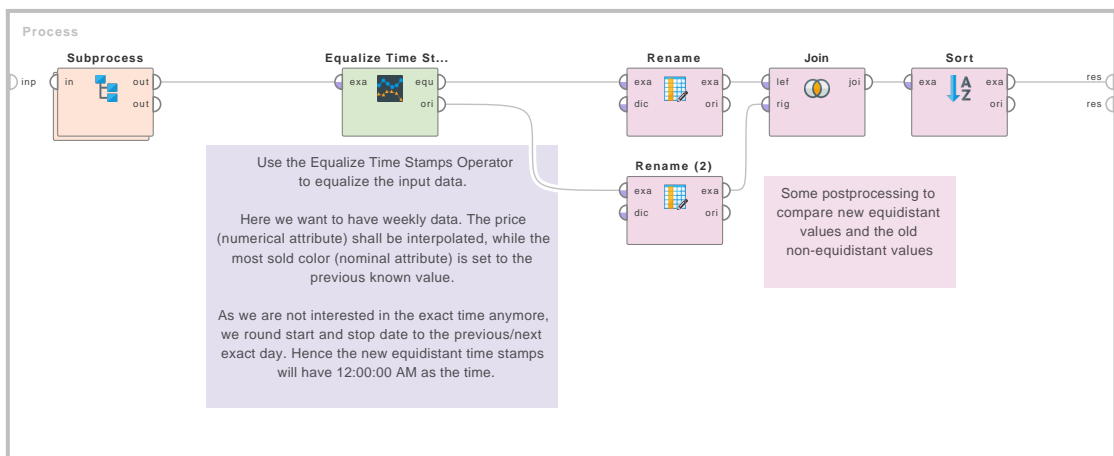 Process
Subprocess
Equalize Time St...
Rename
Join
Sort
inp
in
out
out
exa
equ
ori
exa
exa
dic
ori
lef
joi
rig
exa
exa
ori
res
res
Rename (2)
exa
exa
dic
ori
Use the Equalize Time Stamps Operator
to equalize the input data.
Here we want to have weekly data. The price
(numerical attribute) shall be interpolated, while the
most sold color (nominal attribute) is set to the
previous known value.
As we are not interested in the exact time anymore,
we round start and stop date to the previous/next
exact day. Hence the new equidistant time stamps
will have 12:00:00 AM as the time.
Some postprocessing to
compare new equidistant
values and the old
non-equidistant values